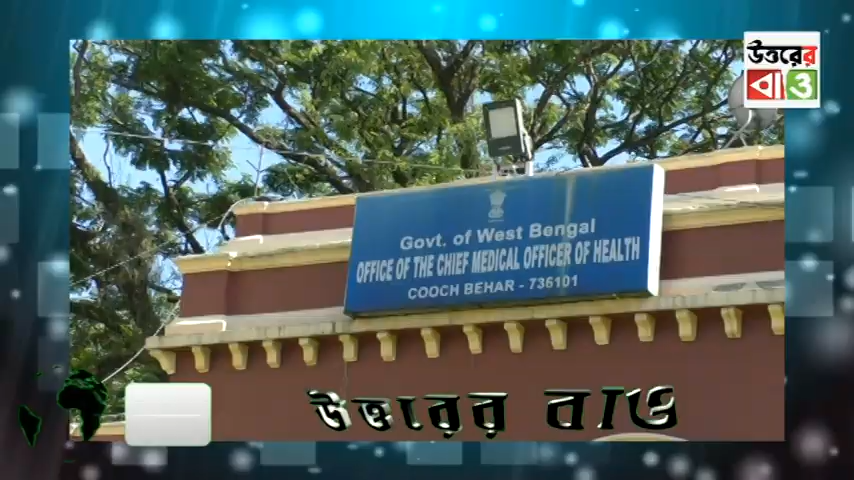 উত্তরের
বার্তা
Govt. of West Bengal
OFFICE OF THE CHIEF MEDICAL OFFICER OF HEALTH
COOCH BEHAR - 736101
উত্তরের বার্তা